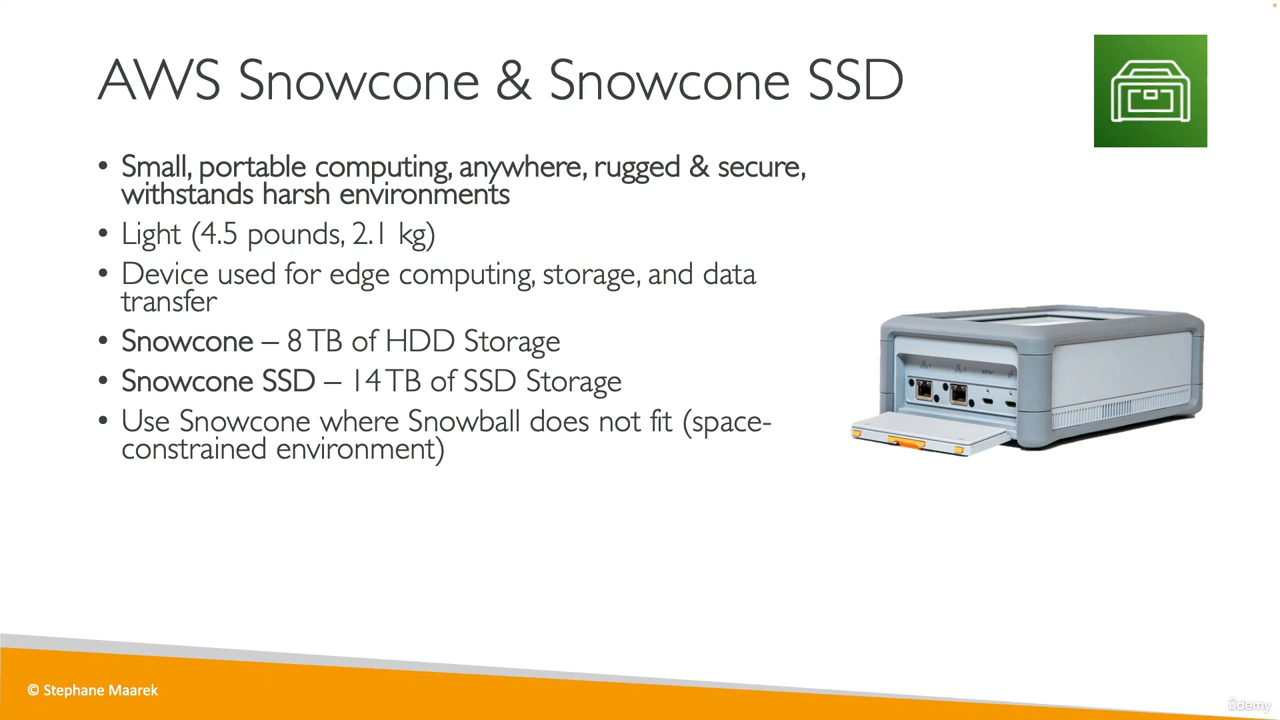 AWS Snowcone & Snowcone SSD
• Small, portable computing, anywhere, rugged & secure,
withstands harsh environments
• Light (4.5 pounds, 2.1 kg)
• Device used for edge computing, storage, and data
transfer
• Snowcone – 8 TB of HDD Storage
• Snowcone SSD – 14 TB of SSD Storage
• Use Snowcone where Snowball does not fit (space-
constrained environment)
© Stephane Maarek
ûdemy